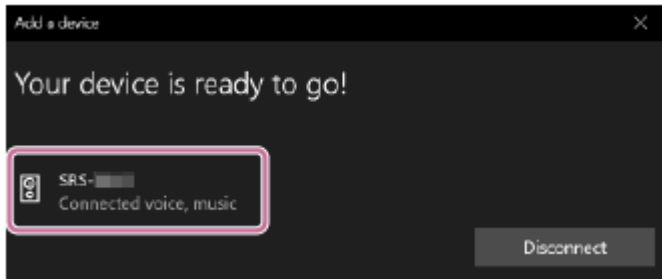 Add a device
Your device is ready to go!
SRS-
Connected voice, music
Disconnect